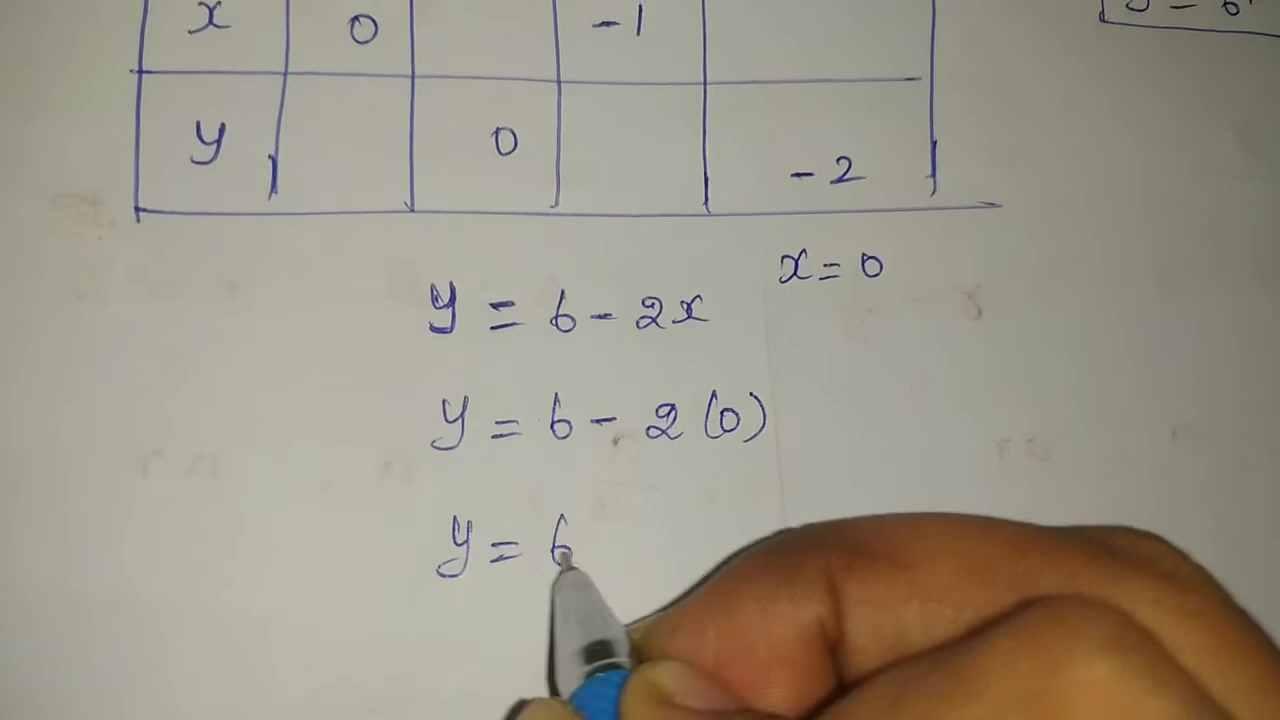 x 0 -1
y 0 -2
x = 0
y = 6 - 2x
y = 6 - 2 (0)
y = 6